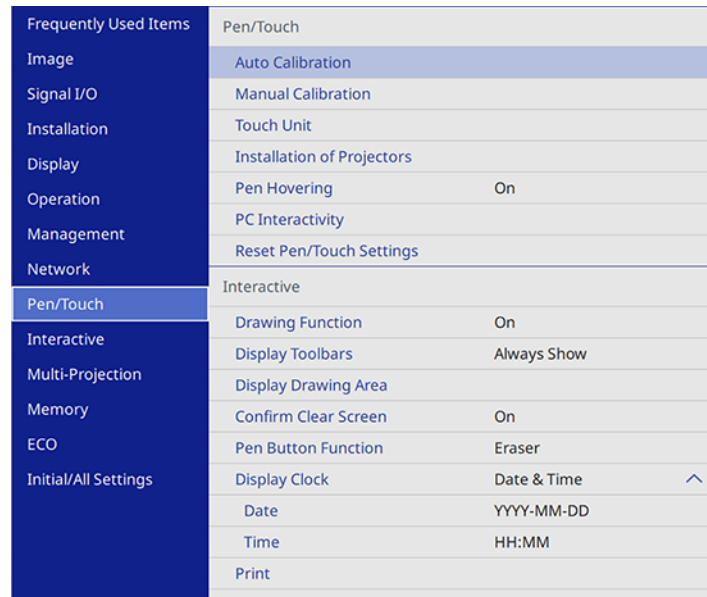 Frequently Used Items
Image
Signal I/O
Installation
Display
Operation
Management
Network
Pen/Touch
Interactive
Multi-Projection
Memory
ECO
Initial/All Settings
Pen/Touch
Auto Calibration
Manual Calibration
Touch Unit
Installation of Projectors
Pen Hovering On
PC Interactivity
Reset Pen/Touch Settings
Interactive
Drawing Function On
Display Toolbars Always Show
Display Drawing Area
Confirm Clear Screen On
Pen Button Function Eraser
Display Clock Date & Time
Date YYYY-MM-DD
Time HH:MM
Print